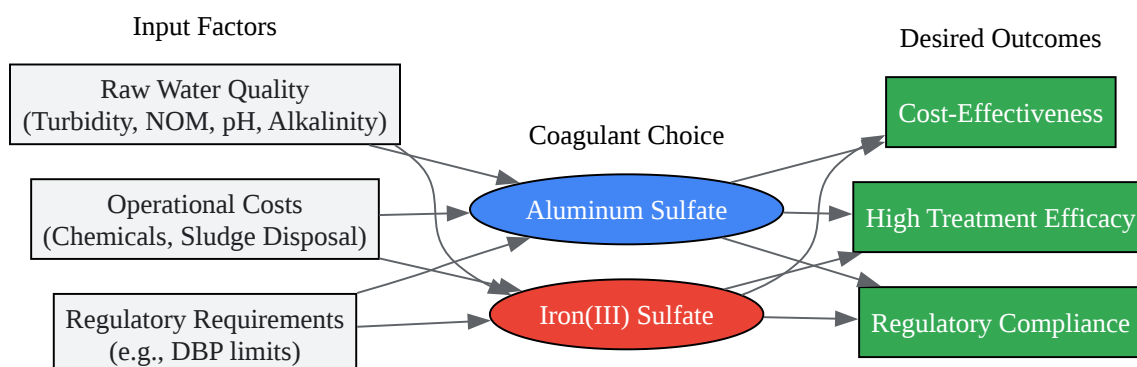 Input Factors
Raw Water Quality
(Turbidity, NOM, pH, Alkalinity)
Operational Costs
(Chemicals, Sludge Disposal)
Regulatory Requirements
(e.g., DBP limits)
Coagulant Choice
Aluminum Sulfate
Iron(III) Sulfate
Desired Outcomes
Cost-Effectiveness
High Treatment Efficacy
Regulatory Compliance